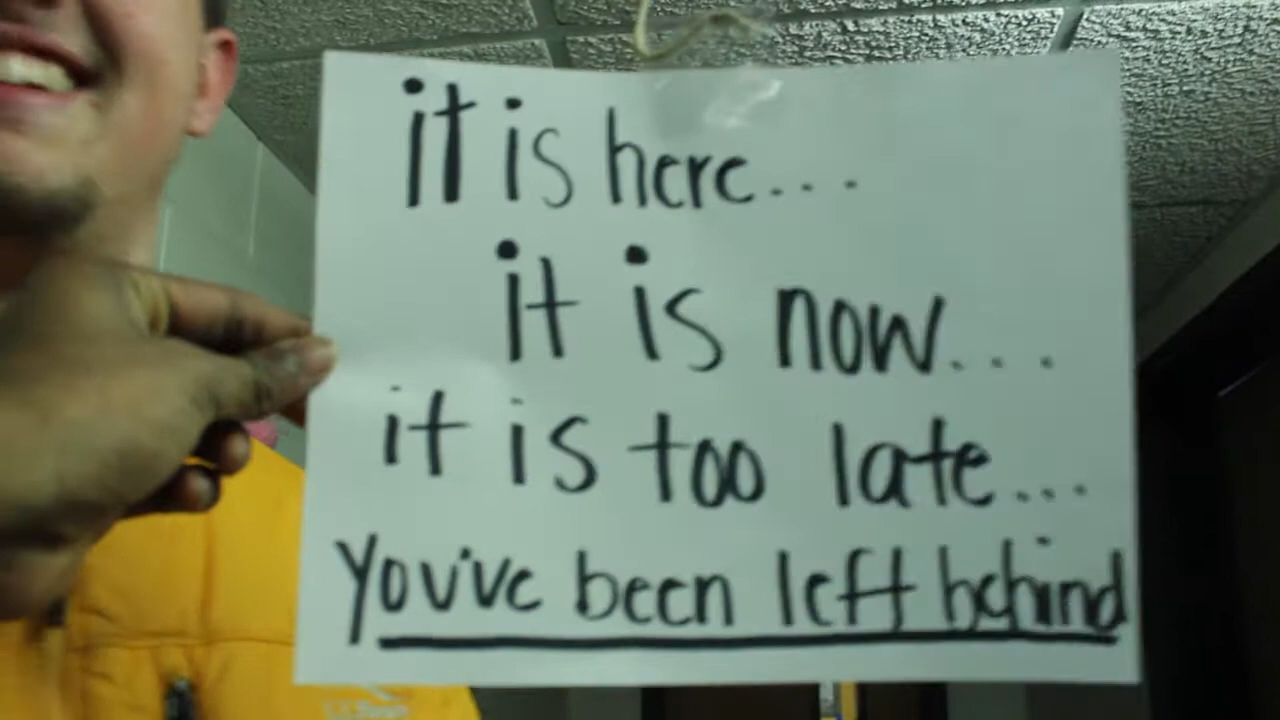 it is here...
it is now...
it is too late...
You've been left behind